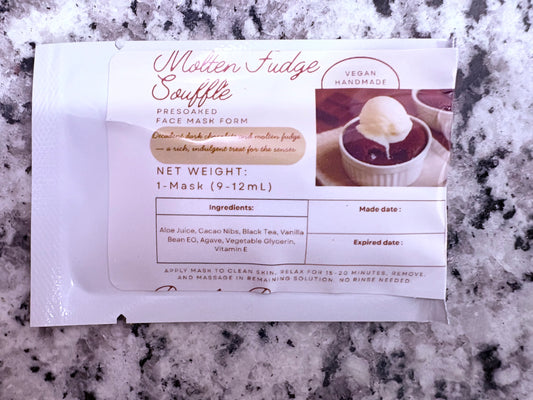 Molten Fudge
Souffle
VEGAN
HANDMADE
PRESOAKED
FACE MASK FORM
Decadent dark chocolate and molten fudge
— a rich, indulgent treat for the senses
NET WEIGHT:
1-Mask (9-12mL)
Ingredients:
Aloe Juice, Cacao Nibs, Black Tea, Vanilla
Bean EO, Agave, Vegetable Glycerin,
Vitamin E
Made date :
Expired date :
APPLY MASK TO CLEAN SKIN, RELAX FOR 15-20 MINUTES, REMOVE,
AND MASSAGE IN REMAINING SOLUTION. NO RINSE NEEDED